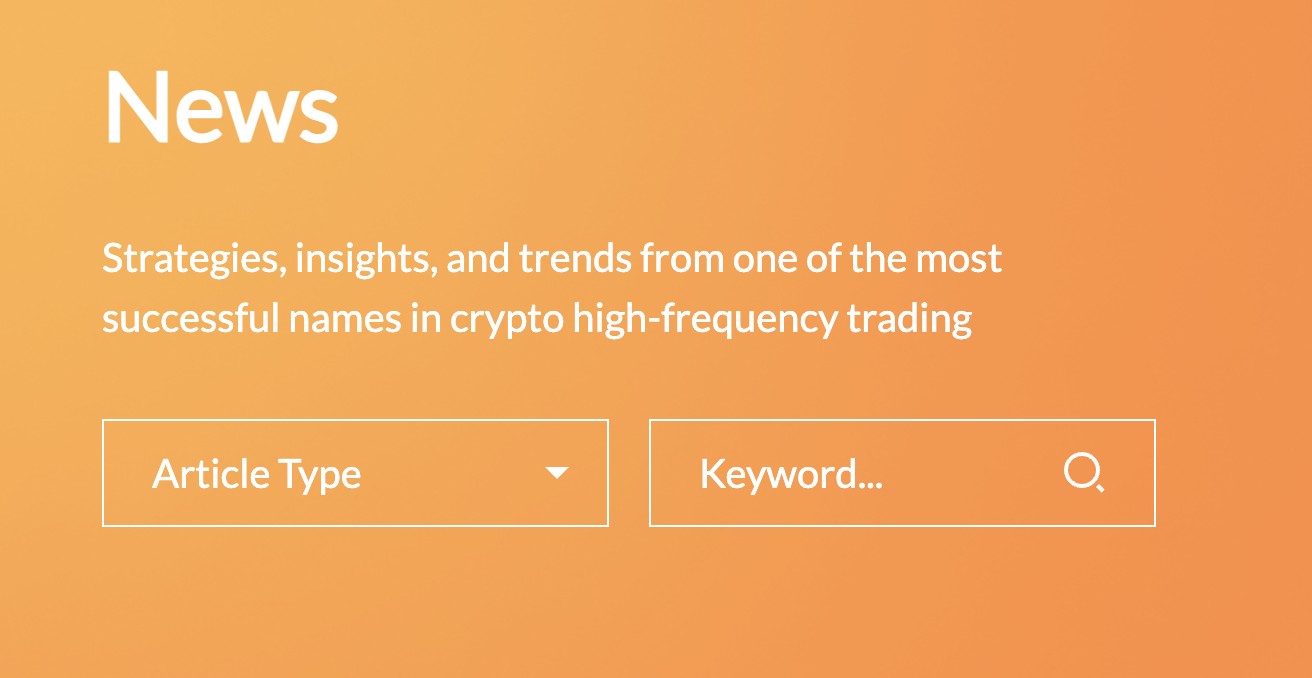 News
Strategies, insights, and trends from one of the most
successful names in crypto high-frequency trading
Article Type
Keyword...